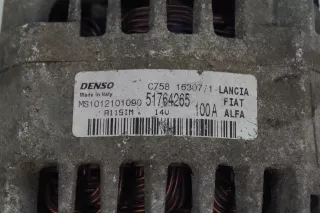 DENSO C758 16307/1 LANCIA
Made in Italy
MS1012101090 51764265 FIAT
A115IM 14V 100A ALFA